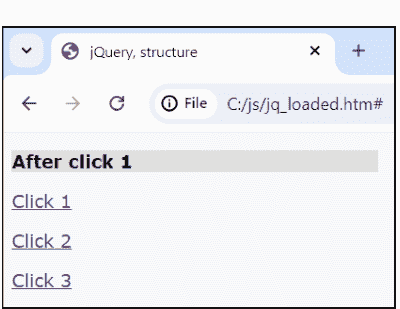 jQuery, structure
File C:/js/jq_loaded.htm#
After click 1
Click 1
Click 2
Click 3